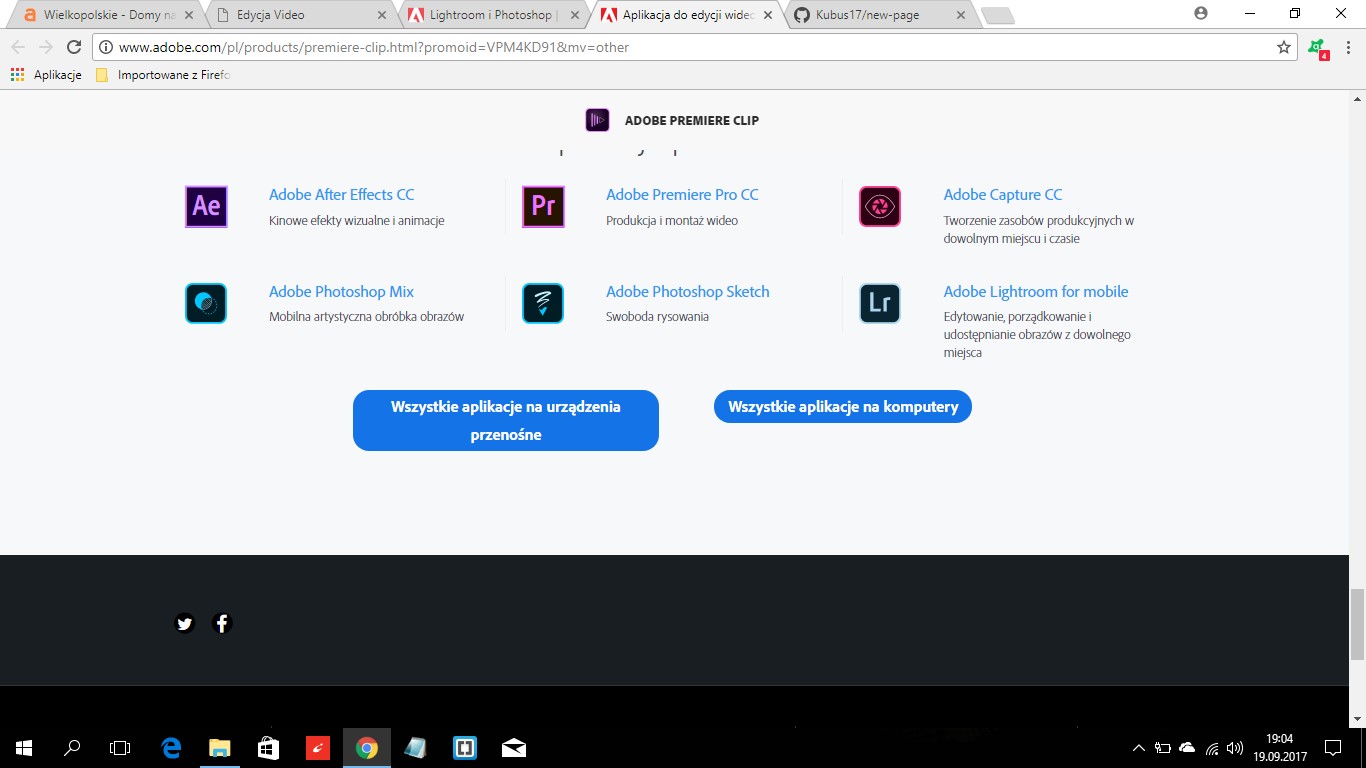 Wielkopolskie - Domy na
Edycja Video
Lightroom i Photoshop |
Aplikacja do edycji wideo
Kubus17/new-page
www.adobe.com/pl/products/premiere-clip.html?promoid=VPM4KD91&mv=other
4
Aplikacje
Importowane z Firefo
ADOBE PREMIERE CLIP
Ae
Adobe After Effects CC
Kinowe efekty wizualne i animacje
Pr
Adobe Premiere Pro CC
Produkcja i montaż wideo
Adobe Capture CC
Tworzenie zasobów produkcyjnych w
dowolnym miejscu i czasie
Adobe Photoshop Mix
Mobilna artystyczna obróbka obrazów
Adobe Photoshop Sketch
Swoboda rysowania
Lr
Adobe Lightroom for mobile
Edytowanie, porządkowanie i
udostępnianie obrazów z dowolnego
miejsca
Wszystkie aplikacje na urządzenia
przenośne
Wszystkie aplikacje na komputery
19:04
19.09.2017